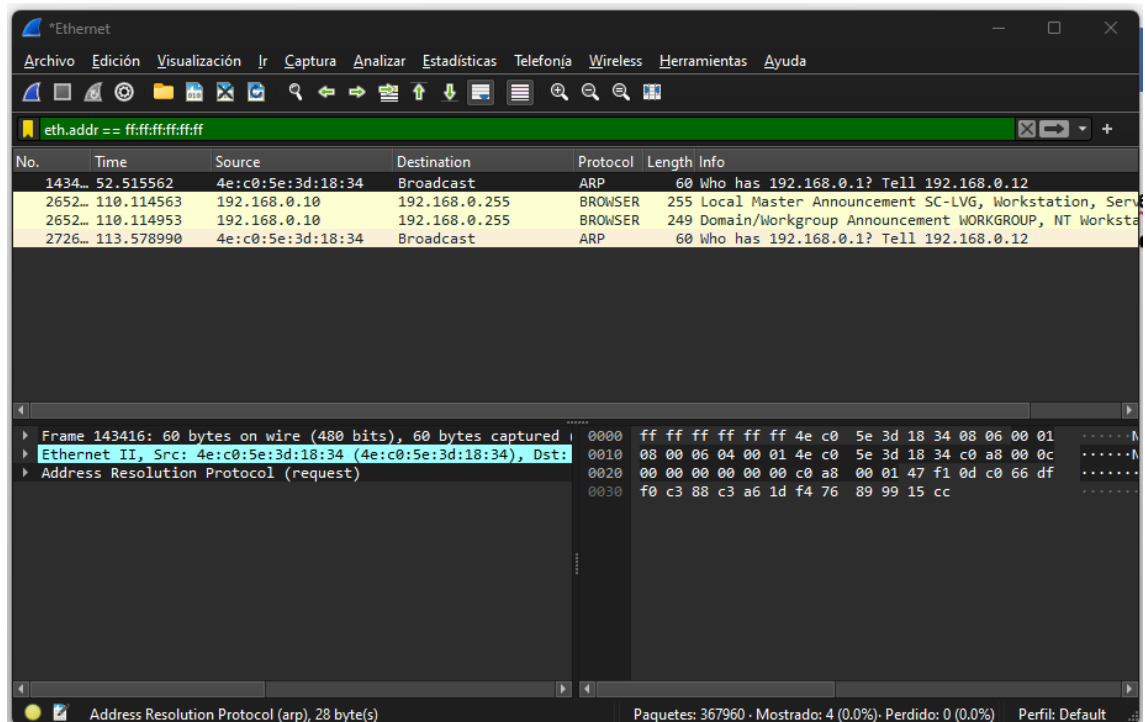 *Ethernet
Archivo Edición Visualización Ir Captura Analizar Estadísticas Telefonía Wireless Herramientas Ayuda
eth.addr == ff:ff:ff:ff:ff:ff
No. Time Source Destination Protocol Length Info
1434… 52.515562 4e:c0:5e:3d:18:34 Broadcast ARP 60 Who has 192.168.0.1? Tell 192.168.0.12
2652… 110.114563 192.168.0.10 192.168.0.255 BROWSER 255 Local Master Announcement SC-LVG, Workstation, Serv
2652… 110.114953 192.168.0.10 192.168.0.255 BROWSER 249 Domain/Workgroup Announcement WORKGROUP, NT Worksta
2726… 113.578990 4e:c0:5e:3d:18:34 Broadcast ARP 60 Who has 192.168.0.1? Tell 192.168.0.12
Frame 143416: 60 bytes on wire (480 bits), 60 bytes captured
Ethernet II, Src: 4e:c0:5e:3d:18:34 (4e:c0:5e:3d:18:34), Dst:
Address Resolution Protocol (request)
0000 ff ff ff ff ff ff 4e c0 5e 3d 18 34 08 06 00 01 ······N
0010 08 00 06 04 00 01 4e c0 5e 3d 18 34 c0 a8 00 0c ······N
0020 00 00 00 00 00 00 c0 a8 00 01 47 f1 0d c0 66 df ·······
0030 f0 c3 88 c3 a6 1d f4 76 89 99 15 cc ·······
Address Resolution Protocol (arp), 28 byte(s)
Paquetes: 367960 · Mostrado: 4 (0.0%)· Perdido: 0 (0.0%)
Perfil: Default